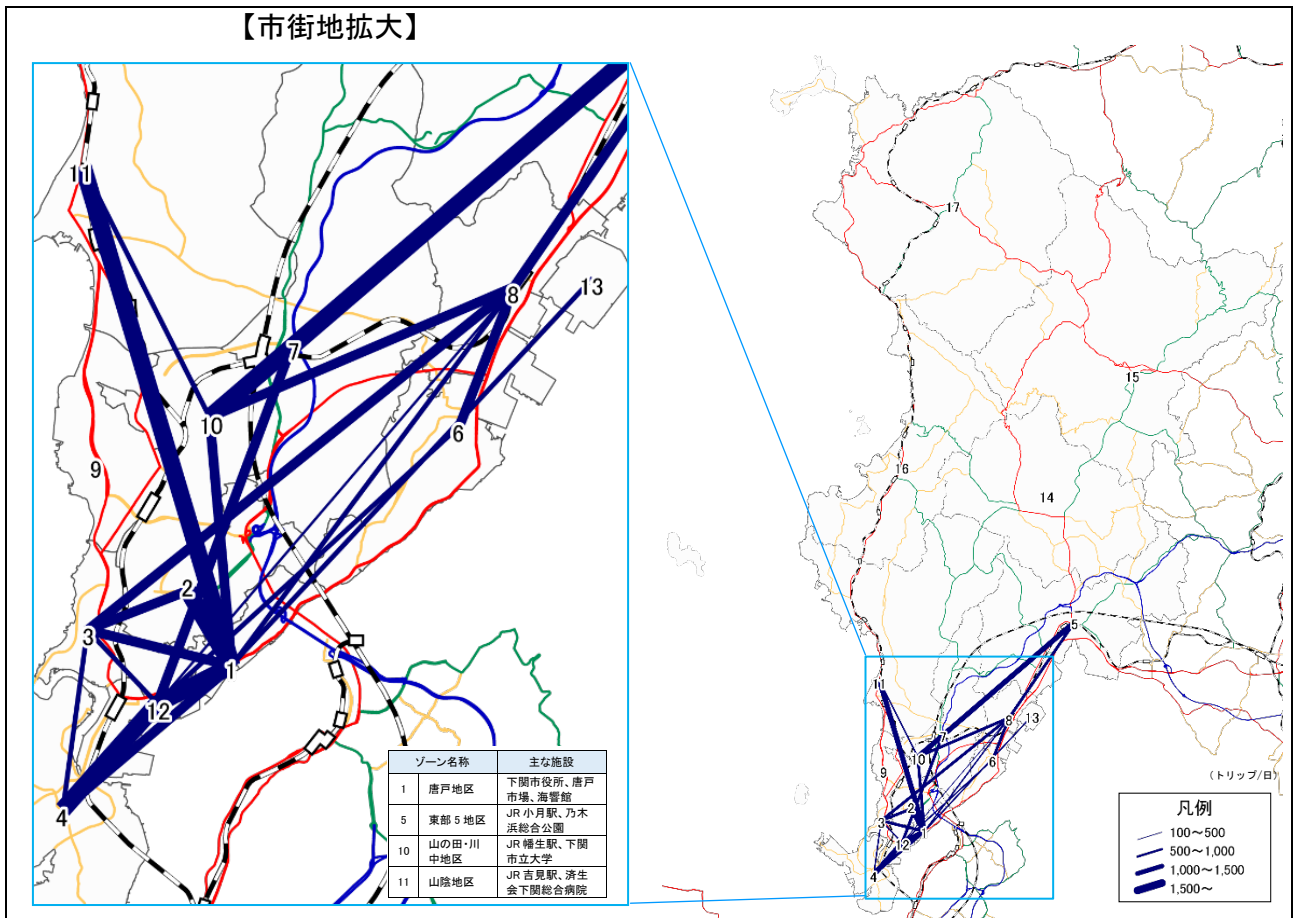 【市街地拡大】
11
13
8
7
10
6
9
2
3
1
12
4
ゾーン名称 主な施設
1 唐戸地区 下関市役所、唐戸
市場、海響館
5 東部5地区 JR小月駅、乃木
浜総合公園
10 山の田・川
中地区 JR幡生駅、下関
市立大学
11 山陰地区 JR吉見駅、済生
会下関総合病院
17
15
16
14
5
11
8
13
7
10
6
9
2
3
1
12
4
(トリップ/日)
凡例
100~500
500~1,000
1,000~1,500
1,500~